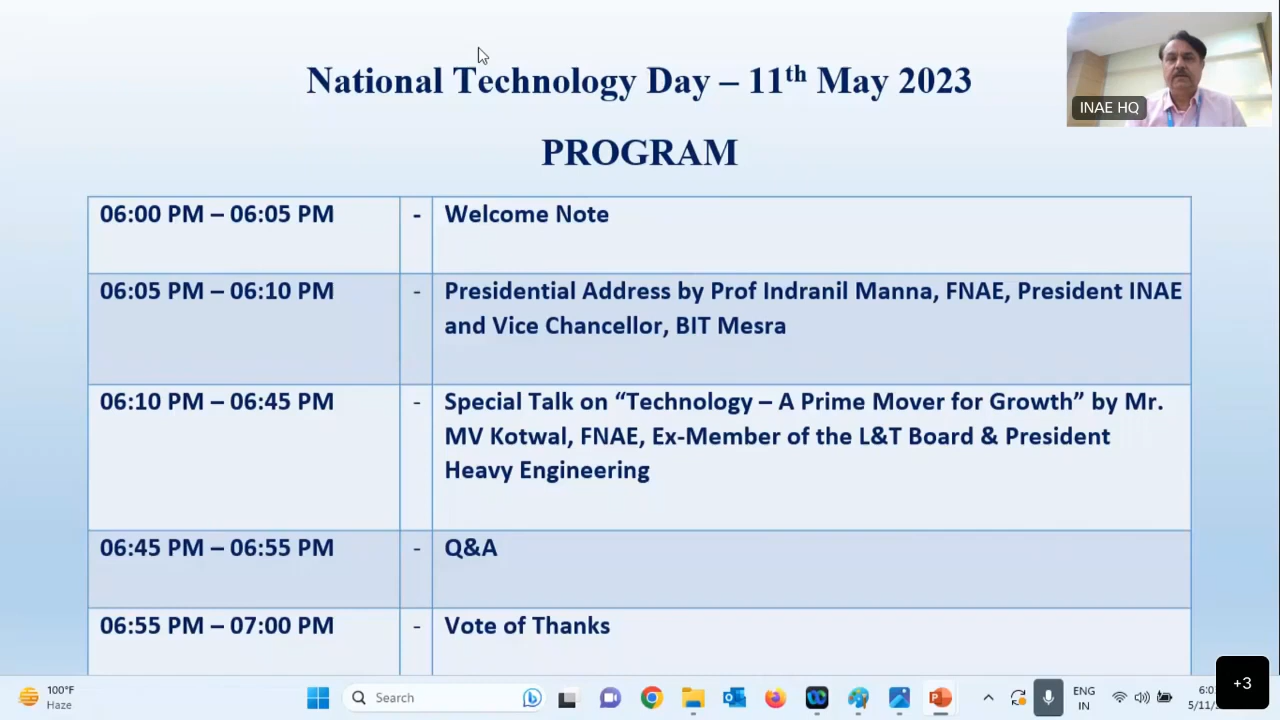 National Technology Day – 11th May 2023
INAE HQ
PROGRAM
06:00 PM – 06:05 PM - Welcome Note
06:05 PM – 06:10 PM - Presidential Address by Prof Indranil Manna, FNAE, President INAE
and Vice Chancellor, BIT Mesra
06:10 PM – 06:45 PM - Special Talk on “Technology – A Prime Mover for Growth” by Mr.
MV Kotwal, FNAE, Ex-Member of the L&T Board & President
Heavy Engineering
06:45 PM – 06:55 PM - Q&A
06:55 PM – 07:00 PM - Vote of Thanks
100°F
Haze
Search
ENG
IN
+3